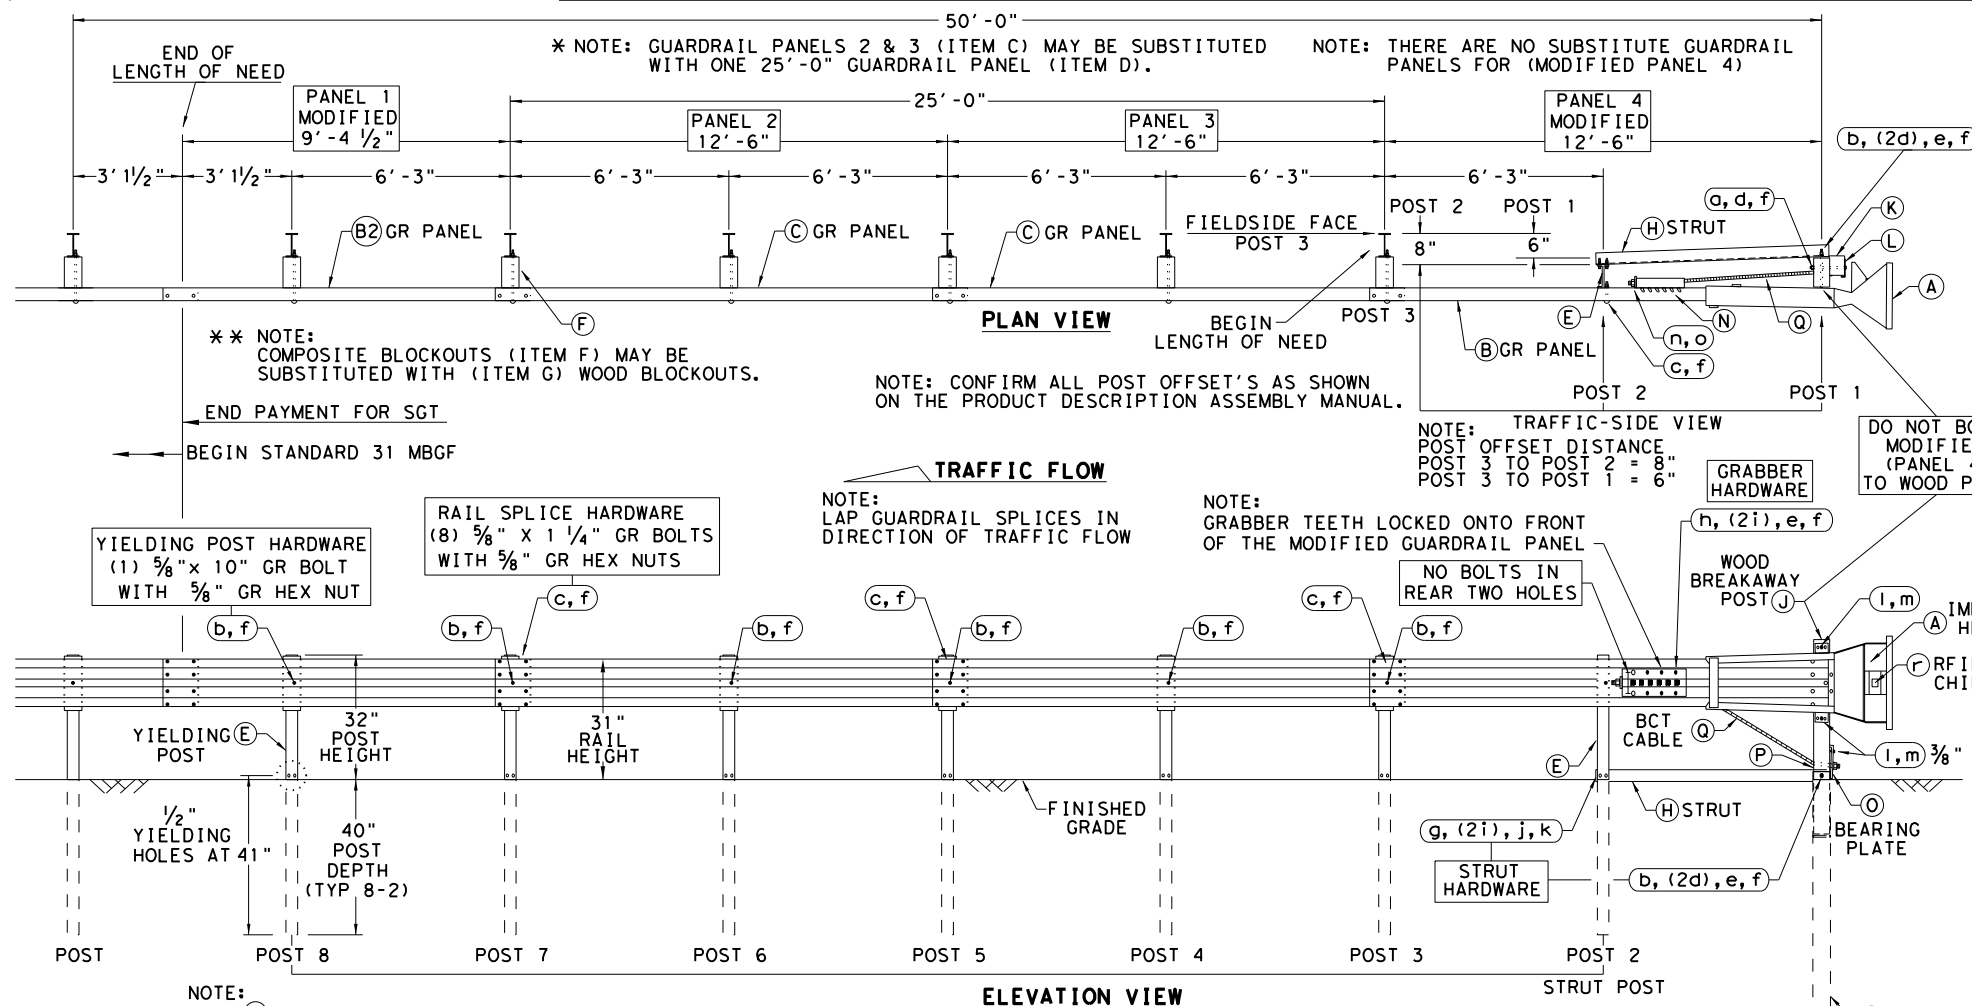 50'-0"
* NOTE: GUARDRAIL PANELS 2 & 3 (ITEM C) MAY BE SUBSTITUTED
WITH ONE 25'-0" GUARDRAIL PANEL (ITEM D).
NOTE: THERE ARE NO SUBSTITUTE GUARDRAIL
PANELS FOR (MODIFIED PANEL 4)
END OF
LENGTH OF NEED
PANEL 1
MODIFIED
9'-4 1/2"
25'-0"
PANEL 2
12'-6"
PANEL 3
12'-6"
PANEL 4
MODIFIED
12'-6"
b, (2d), e, f
3' 1 1/2"
3' 1 1/2"
6'-3"
6'-3"
6'-3"
6'-3"
6'-3"
6'-3"
B2 GR PANEL
C GR PANEL
C GR PANEL
FIELDSIDE FACE
POST 3
POST 2
8"
POST 1
6"
H STRUT
a, d, f
K
L
A
F
PLAN VIEW
BEGIN
LENGTH OF NEED
POST 3
B GR PANEL
E
N
Q
n, o
c, f
POST 2
POST 1
** NOTE:
COMPOSITE BLOCKOUTS (ITEM F) MAY BE
SUBSTITUTED WITH (ITEM G) WOOD BLOCKOUTS.
NOTE: CONFIRM ALL POST OFFSET'S AS SHOWN
ON THE PRODUCT DESCRIPTION ASSEMBLY MANUAL.
END PAYMENT FOR SGT
BEGIN STANDARD 31 MBGF
TRAFFIC-SIDE VIEW
NOTE:
POST OFFSET DISTANCE
POST 3 TO POST 2 = 8"
POST 3 TO POST 1 = 6"
DO NOT BO
MODIFIE
(PANEL 4
TO WOOD P
TRAFFIC FLOW
NOTE:
LAP GUARDRAIL SPLICES IN
DIRECTION OF TRAFFIC FLOW
NOTE:
GRABBER TEETH LOCKED ONTO FRONT
OF THE MODIFIED GUARDRAIL PANEL
GRABBER
HARDWARE
h, (2i), e, f
YIELDING POST HARDWARE
(1) 5/8"x 10" GR BOLT
WITH 5/8" GR HEX NUT
RAIL SPLICE HARDWARE
(8) 5/8" X 1 1/4" GR BOLTS
WITH 5/8" GR HEX NUTS
NO BOLTS IN
REAR TWO HOLES
WOOD
BREAKAWAY
POST J
l, m
A IM
H
r RFI
CHI
b, f
b, f
c, f
b, f
c, f
b, f
b, f
c, f
b, f
YIELDING E
POST
32"
POST
HEIGHT
31"
RAIL
HEIGHT
BCT
CABLE Q
E
P
l, m 3/8"
1/2"
YIELDING
HOLES AT 41"
40"
POST
DEPTH
(TYP 8-2)
FINISHED
GRADE
g, (2i), j, k
STRUT
HARDWARE
H STRUT
b, (2d), e, f
O
BEARING
PLATE
POST
POST 8
POST 7
POST 6
POST 5
POST 4
POST 3
POST 2
STRUT POST
NOTE:
ELEVATION VIEW